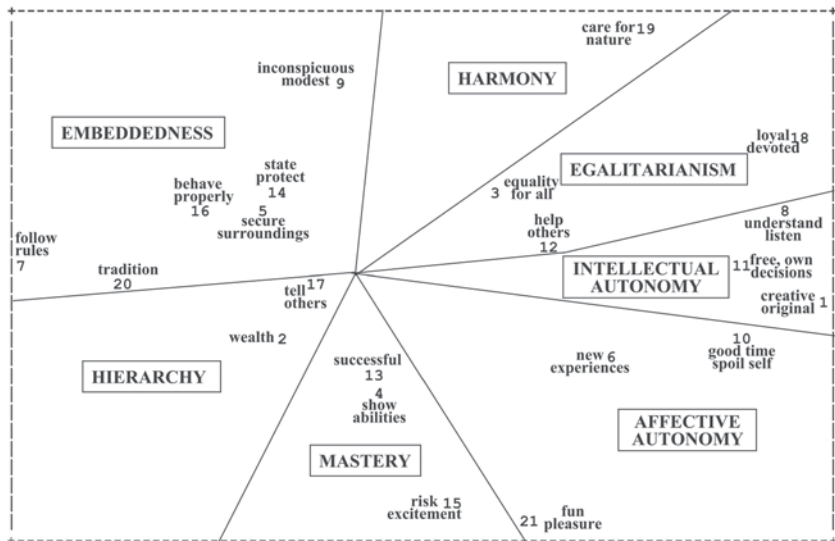 care for 19
nature
inconspicuous
modest 9
HARMONY
EMBEDDEDNESS
loyal 18
devoted
state
protect
14
EGALITARIANISM
behave
properly
16
3 equality
for all
5
secure
surroundings
help
others
12
8
understand
listen
follow
rules
7
tradition
20
17
tell
others
INTELLECTUAL
AUTONOMY
11 free, own
decisions
creative 1
original
wealth 2
successful
13
new 6
experiences
10
good time
spoil self
HIERARCHY
4
show
abilities
AFFECTIVE
AUTONOMY
MASTERY
risk 15
excitement
21 fun
pleasure